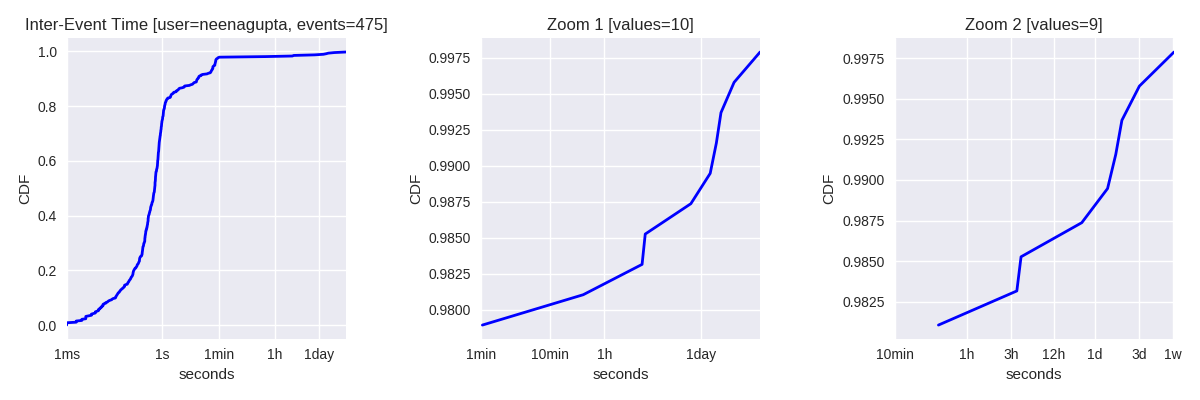 Inter-Event Time [user=neenagupta, events=475]
1.0
0.8
0.6
0.4
0.2
0.0
CDF
1ms 1s 1min 1h 1day
seconds
Zoom 1 [values=10]
0.9975
0.9950
0.9925
0.9900
0.9875
0.9850
0.9825
0.9800
CDF
1min 10min 1h 1day
seconds
Zoom 2 [values=9]
0.9975
0.9950
0.9925
0.9900
0.9875
0.9850
0.9825
CDF
10min 1h 3h 12h 1d 3d 1w
seconds